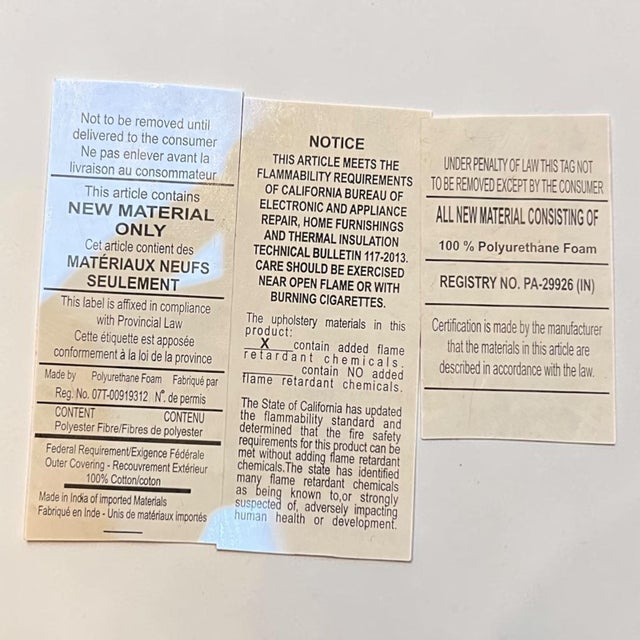 Not to be removed until
delivered to the consumer
Ne pas enlever avant la
livraison au consommateur
This article contains
NEW MATERIAL
ONLY
Cet article contient des
MATÉRIAUX NEUFS
SEULEMENT
This label is affixed in compliance
with Provincial Law
Cette étiquette est apposée
conformément à la loi de la province
Made by Polyurethane Foam Fabriqué par
Reg. No. 07T-00919312 Nº. de permis
CONTENT CONTENU
Polyester Fibre/Fibres de polyester
Federal Requirement/Exigence Fédérale
Outer Covering - Recouvrement Extérieur
100% Cotton/coton
Made in India of imported Materials
Fabriqué en Inde - Unis de matériaux importés
NOTICE
THIS ARTICLE MEETS THE
FLAMMABILITY REQUIREMENTS
OF CALIFORNIA BUREAU OF
ELECTRONIC AND APPLIANCE
REPAIR, HOME FURNISHINGS
AND THERMAL INSULATION
TECHNICAL BULLETIN 117-2013.
CARE SHOULD BE EXERCISED
NEAR OPEN FLAME OR WITH
BURNING CIGARETTES.
The upholstery materials in this
product:
X contain added flame
retardant chemicals.
contain NO added
flame retardant chemicals.
The State of California has updated
the flammability standard and
determined that the fire safety
requirements for this product can be
met without adding flame retardant
chemicals.The state has identified
many flame retardant chemicals
as being known to,or strongly
suspected of, adversely impacting
human health or development.
UNDER PENALTY OF LAW THIS TAG NOT
TO BE REMOVED EXCEPT BY THE CONSUMER
ALL NEW MATERIAL CONSISTING OF
100 % Polyurethane Foam
REGISTRY NO. PA-29926 (IN)
Certification is made by the manufacturer
that the materials in this article are
described in accordance with the law.